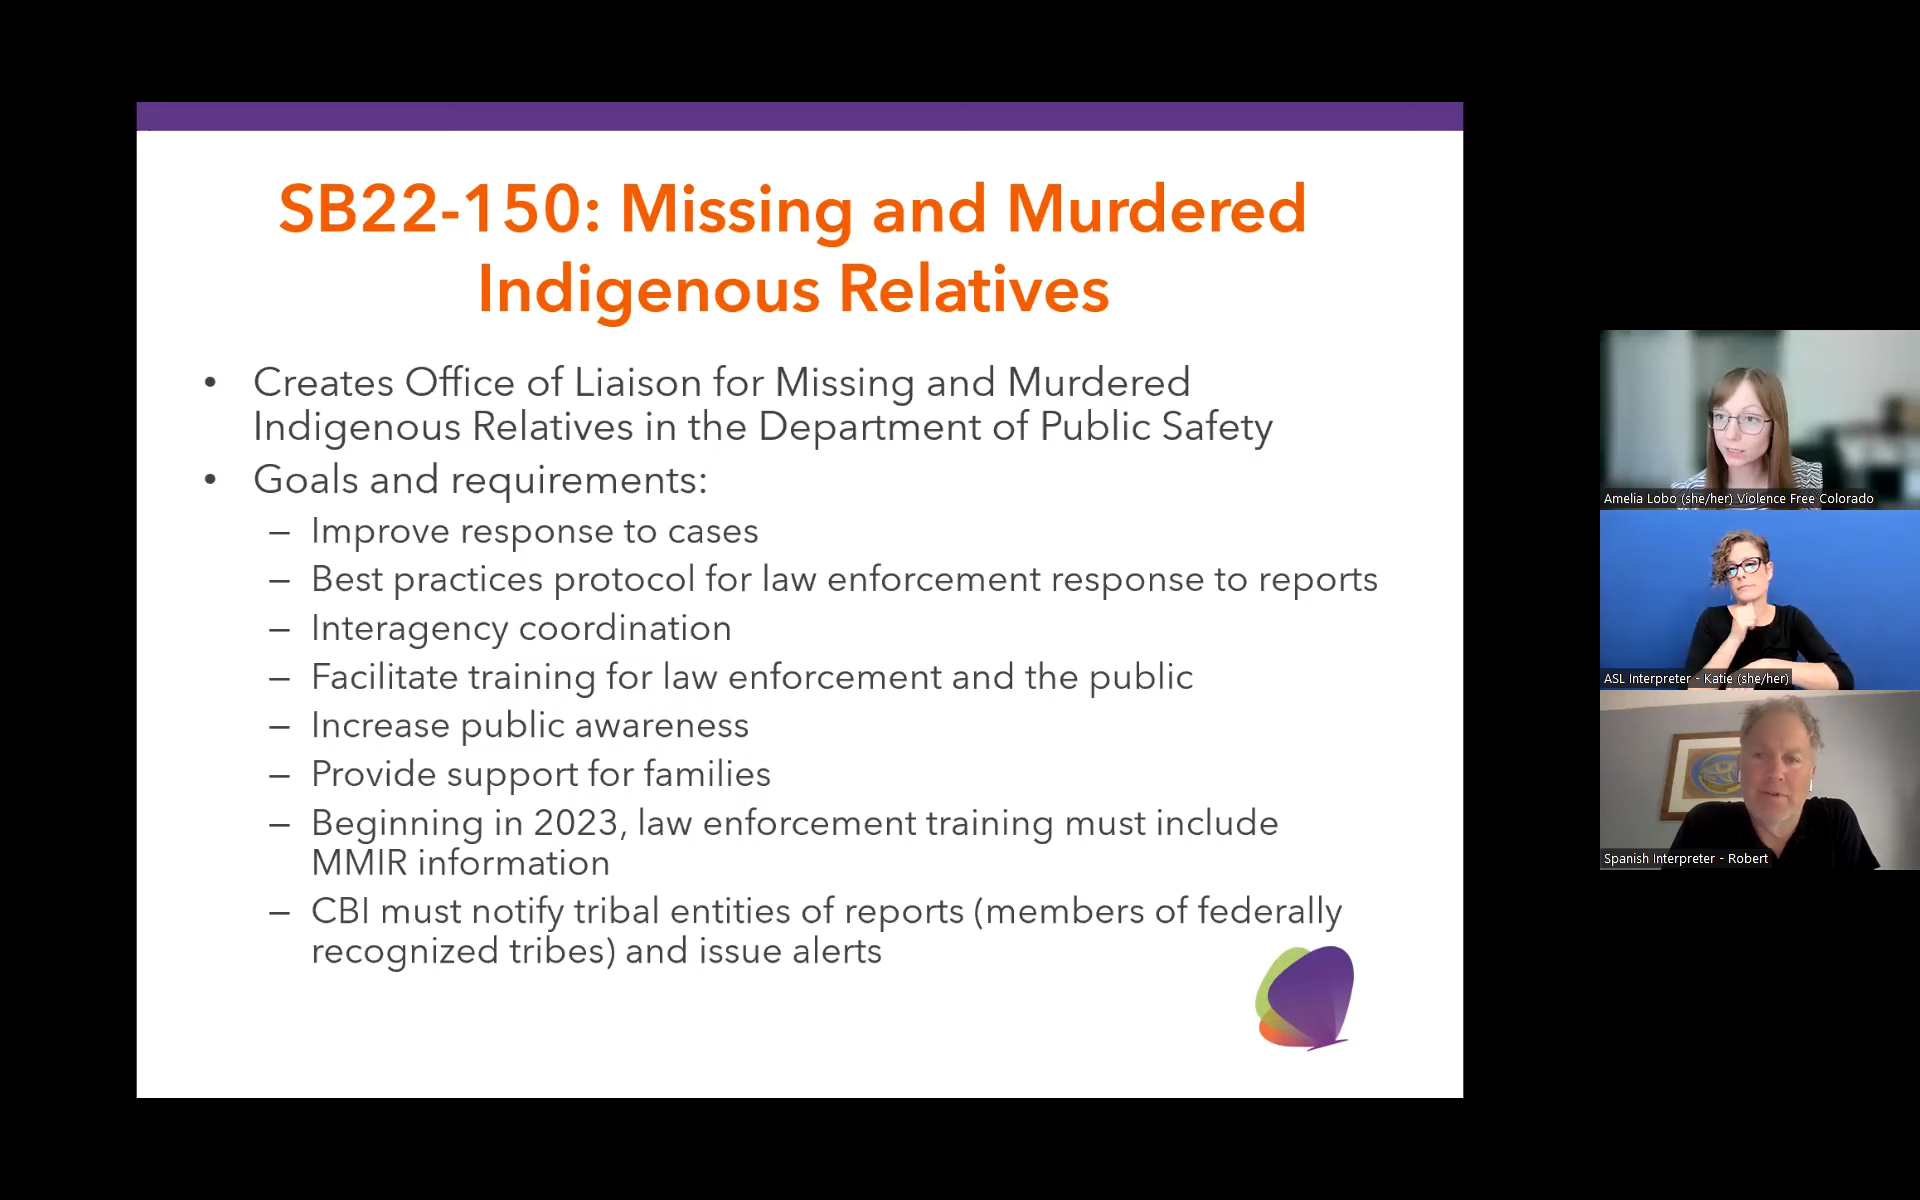 SB22-150: Missing and Murdered
Indigenous Relatives
• Creates Office of Liaison for Missing and Murdered
Indigenous Relatives in the Department of Public Safety
• Goals and requirements:
– Improve response to cases
– Best practices protocol for law enforcement response to reports
– Interagency coordination
– Facilitate training for law enforcement and the public
– Increase public awareness
– Provide support for families
– Beginning in 2023, law enforcement training must include
MMIR information
– CBI must notify tribal entities of reports (members of federally
recognized tribes) and issue alerts
Amelia Lobo (she/her) Violence Free Colorado
ASL Interpreter - Katie (she/her)
Spanish Interpreter - Robert